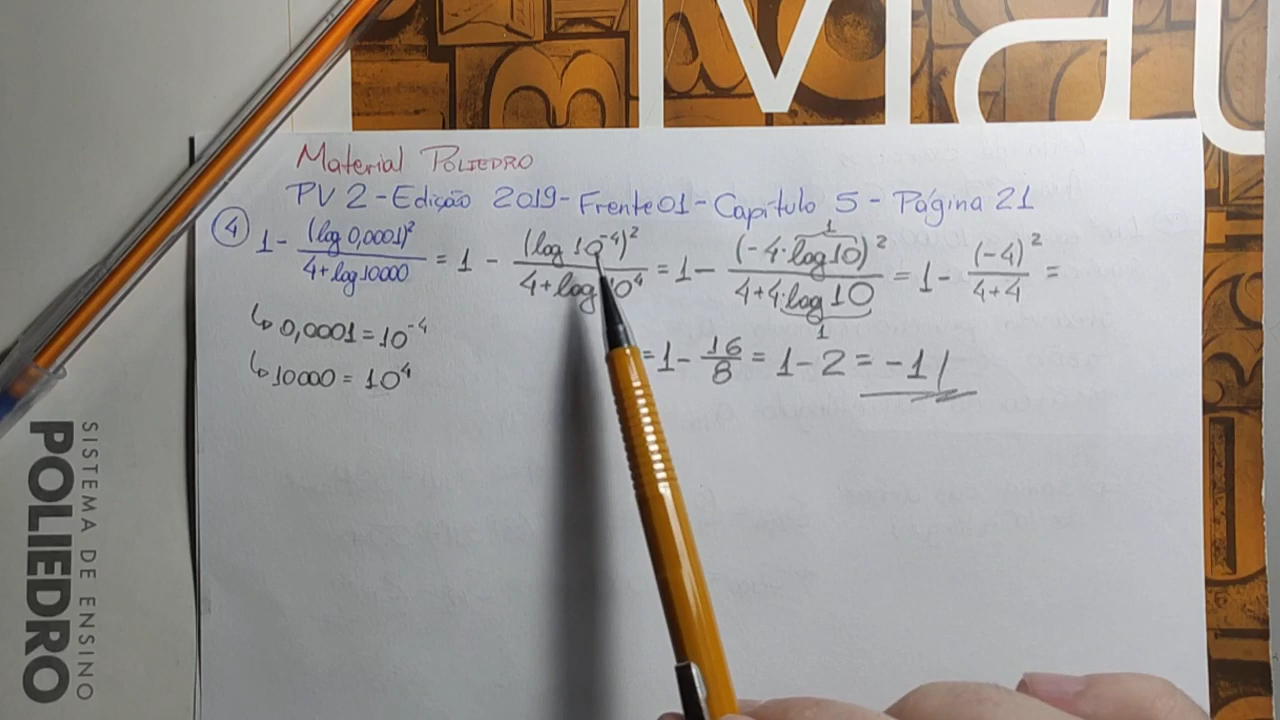 Mat
Material POLIEDRO
PV 2-Edição 2019-Frente 01-Capítulo 5 - Página 21
④ 1 - (log 0,0001)² / 4+log 10000 = 1 - (log 10⁻⁴)² / 4+log 10⁴ = 1 - (-4·log 10)² / 4+4·log 10 = 1 - (-4)² / 4+4 =
1
1
↳ 0,0001 = 10⁻⁴
↳ 10000 = 10⁴
= 1 - 16/8 = 1 - 2 = -1 /
SISTEMA DE ENSINO
POLIEDRO